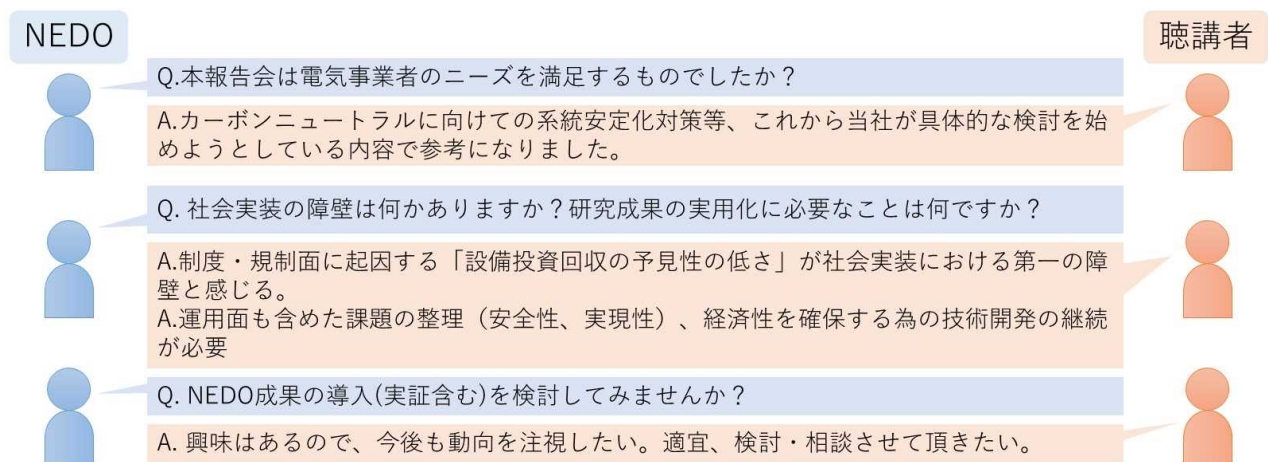 NEDO
聴講者
Q.本報告会は電気事業者のニーズを満足するものでしたか？
A.カーボンニュートラルに向けての系統安定化対策等、これから当社が具体的な検討を始
めようとしている内容で参考になりました。
Q. 社会実装の障壁は何かありますか？研究成果の実用化に必要なことは何ですか？
A.制度・規制面に起因する「設備投資回収の予見性の低さ」が社会実装における第一の障
壁と感じる。
A.運用面も含めた課題の整理（安全性、実現性）、経済性を確保する為の技術開発の継続
が必要
Q. NEDO成果の導入(実証含む)を検討してみませんか？
A. 興味はあるので、今後も動向を注視したい。適宜、検討・相談させて頂きたい。